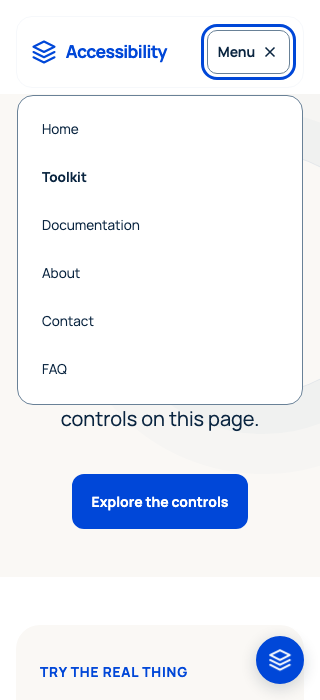 Accessibility
Menu
Home
Toolkit
Documentation
About
Contact
FAQ
controls on this page.
Explore the controls
TRY THE REAL THING